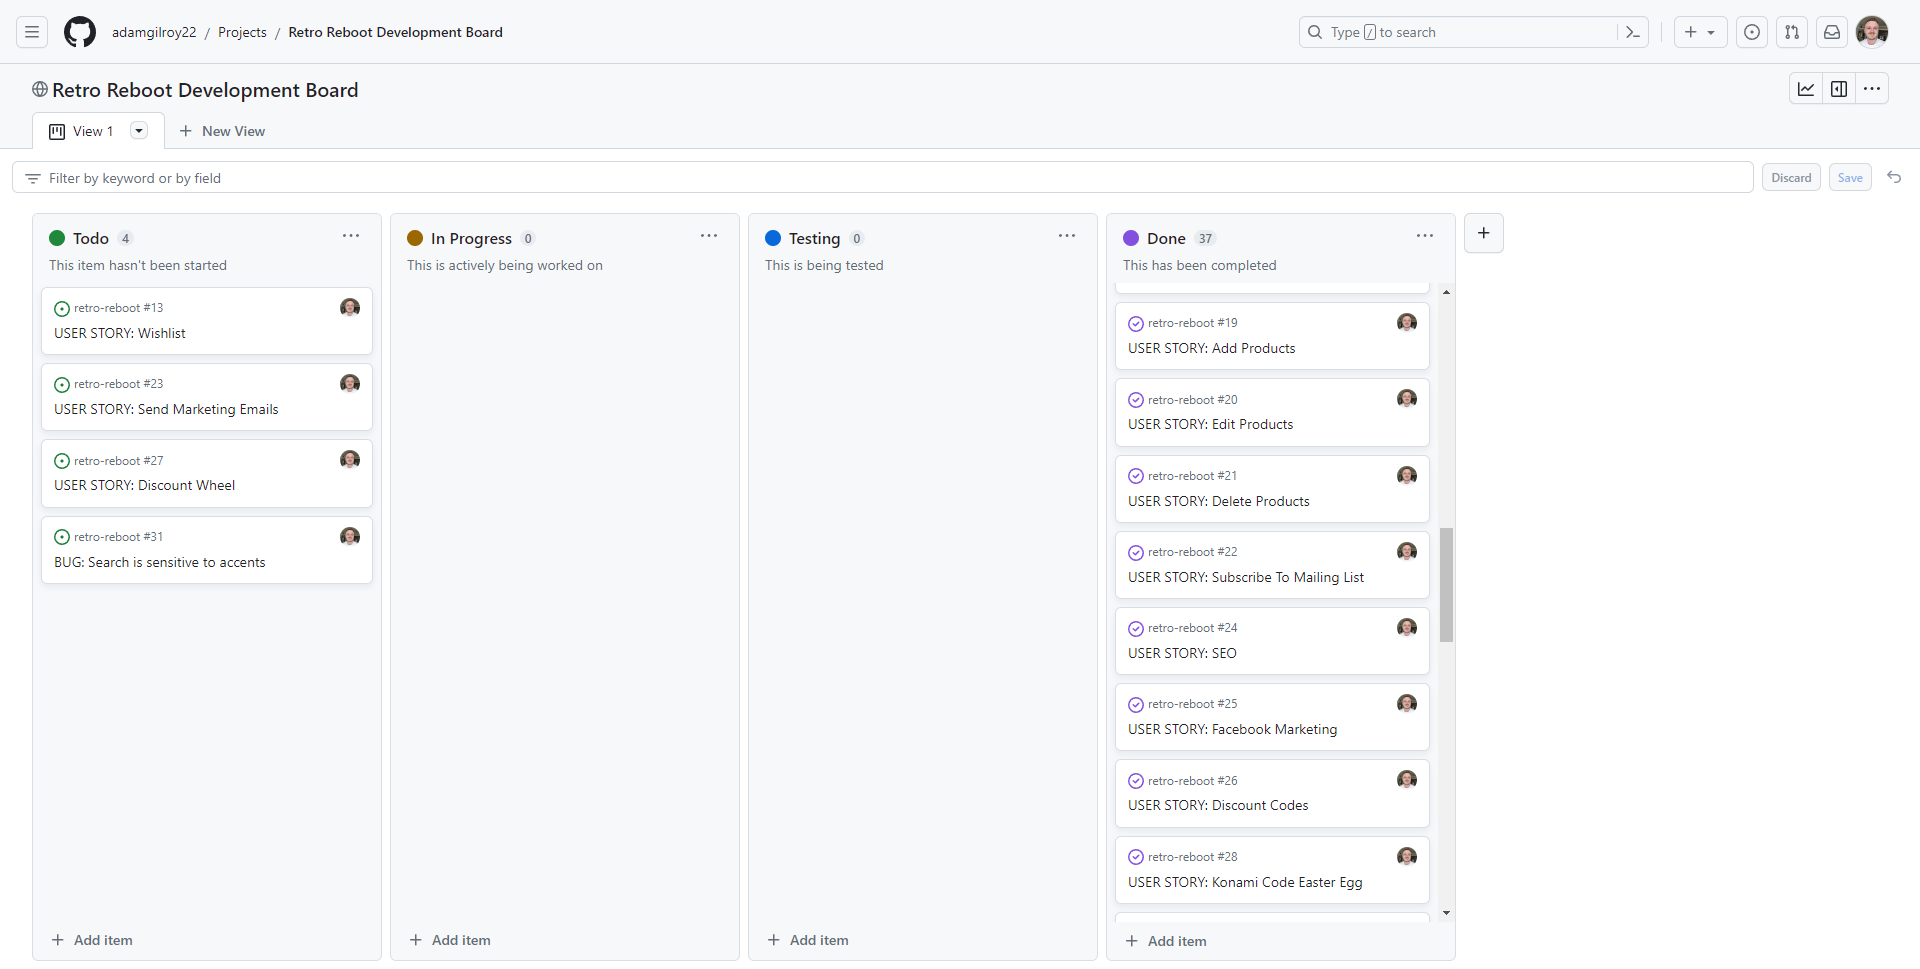 adamgilroy22 / Projects / Retro Reboot Development Board
Type / to search
Retro Reboot Development Board
View 1
New View
Filter by keyword or by field
Discard
Save
Todo 4
This item hasn't been started
retro-reboot #13
USER STORY: Wishlist
retro-reboot #23
USER STORY: Send Marketing Emails
retro-reboot #27
USER STORY: Discount Wheel
retro-reboot #31
BUG: Search is sensitive to accents
Add item
In Progress 0
This is actively being worked on
Add item
Testing 0
This is being tested
Add item
Done 37
This has been completed
retro-reboot #19
USER STORY: Add Products
retro-reboot #20
USER STORY: Edit Products
retro-reboot #21
USER STORY: Delete Products
retro-reboot #22
USER STORY: Subscribe To Mailing List
retro-reboot #24
USER STORY: SEO
retro-reboot #25
USER STORY: Facebook Marketing
retro-reboot #26
USER STORY: Discount Codes
retro-reboot #28
USER STORY: Konami Code Easter Egg
Add item